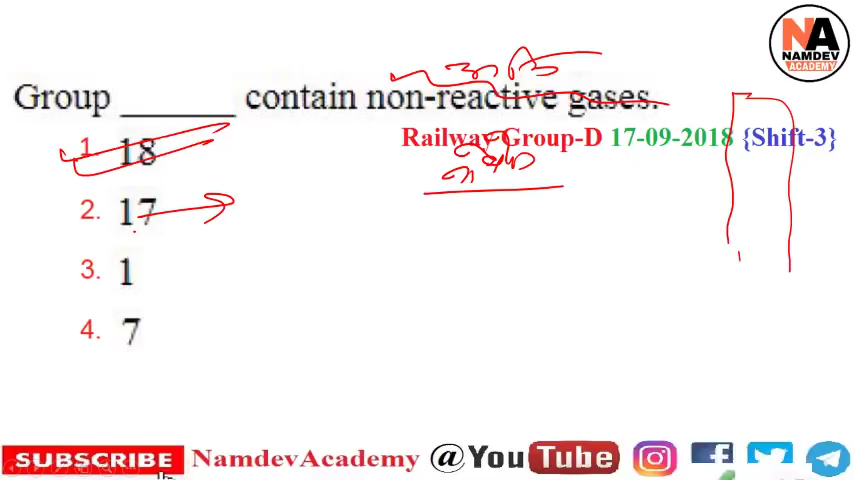 NA
NAMDEV
ACADEMY
Group ______ contain non-reactive gases.
Railway Group-D 17-09-2018 {Shift-3}
1. 18
2. 17
3. 1
4. 7
SUBSCRIBE NamdevAcademy @YouTube